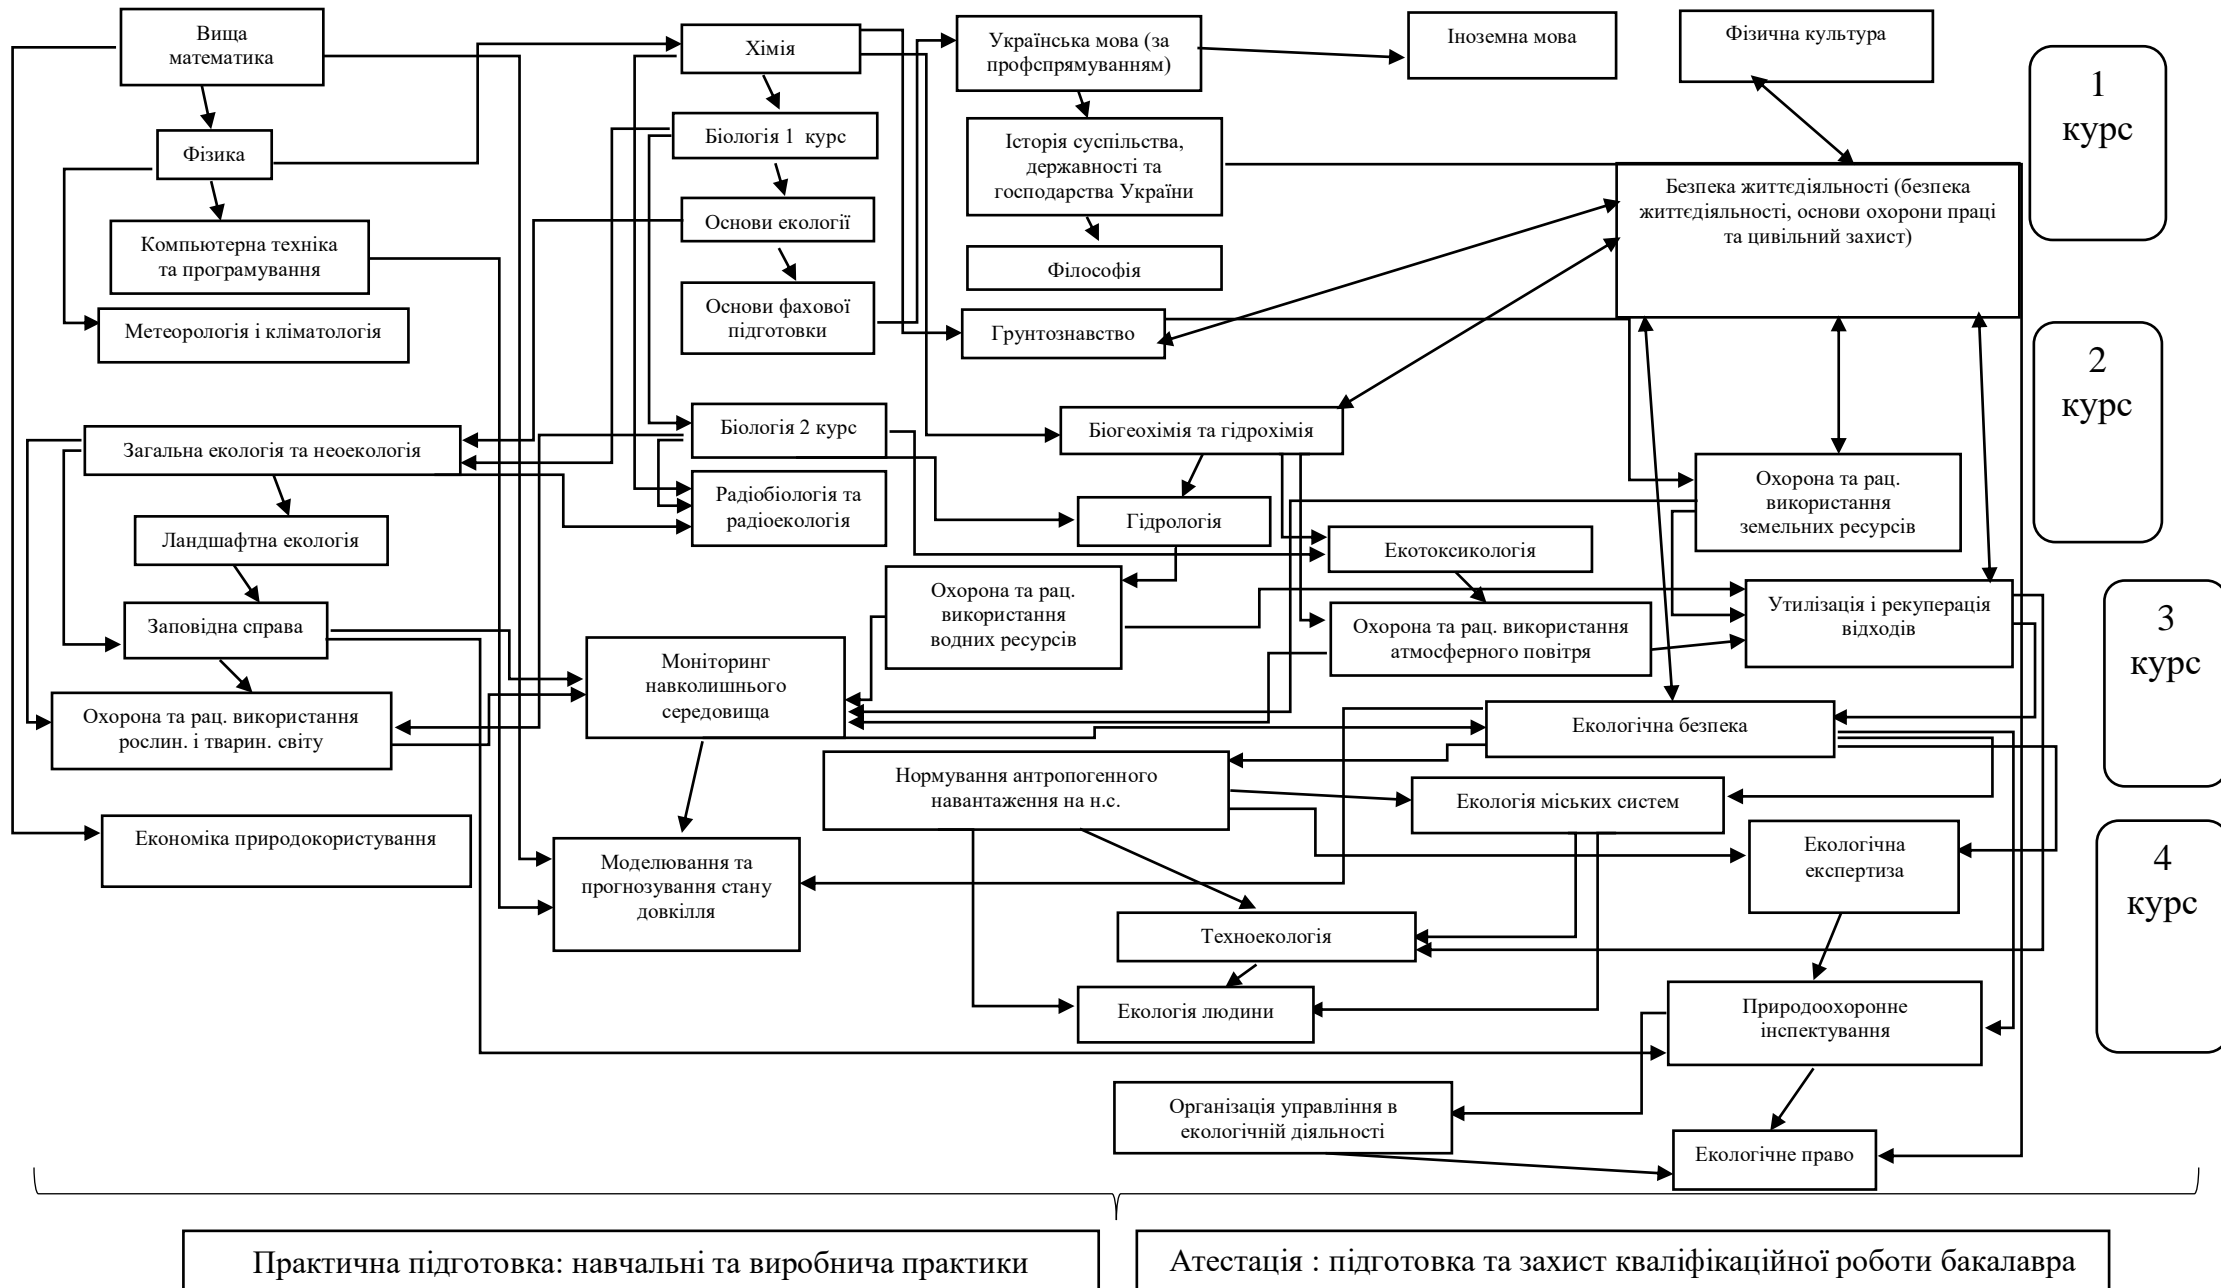 Вища
математика
Хімія
Українська мова (за
профспрямуванням)
Іноземна мова
Фізична культура
1
курс
Фізика
Біологія 1 курс
Історія суспільства,
державності та
господарства України
Безпека життєдіяльності (безпека
життєдіяльності, основи охорони праці
та цивільний захист)
Компьютерна техніка
та програмування
Основи екології
Філософія
Метеорологія і кліматологія
Основи фахової
підготовки
Грунтознавство
2
курс
Загальна екологія та неоекологія
Біологія 2 курс
Біогеохімія та гідрохімія
Радіобіологія та
радіоекологія
Гідрологія
Охорона та рац.
використання
земельних ресурсів
Ландшафтна екологія
Екотоксикологія
Заповідна справа
Охорона та рац.
використання
водних ресурсів
Охорона та рац. використання
атмосферного повітря
Утилізація і рекуперація
відходів
3
курс
Моніторинг
навколишнього
середовища
Охорона та рац. використання
рослин. і тварин. світу
Екологічна безпека
Нормування антропогенного
навантаження на н.с.
Екологія міських систем
Економіка природокористування
Моделювання та
прогнозування стану
довкілля
Екологічна
експертиза
4
курс
Техноекологія
Екологія людини
Природоохоронне
інспектування
Організація управління в
екологічній діяльності
Екологічне право
Практична підготовка: навчальні та виробнича практики
Атестація : підготовка та захист кваліфікаційної роботи бакалавра